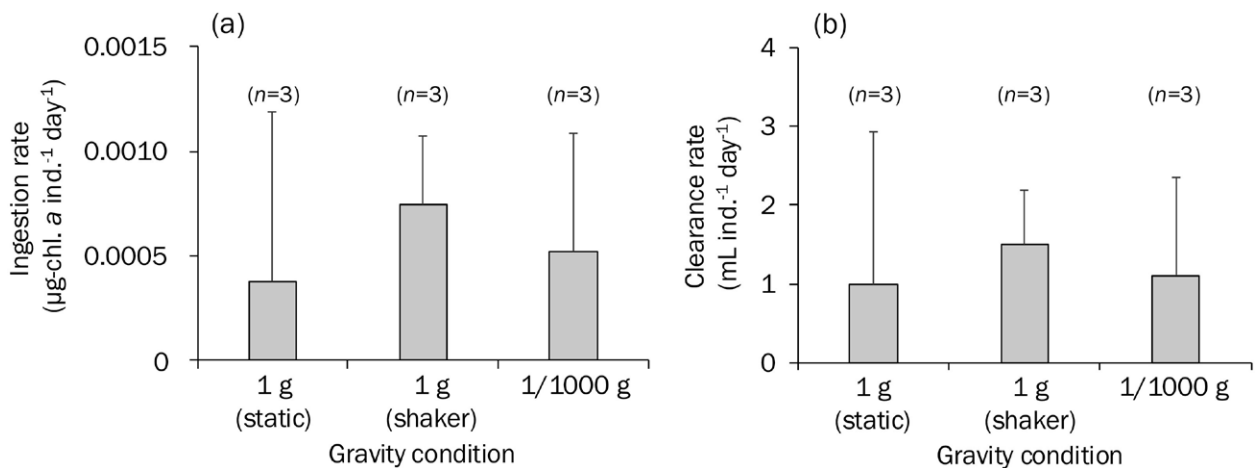 (a)
Ingestion rate
(µg-chl. a ind.⁻¹ day⁻¹)
0.0015
0.0010
0.0005
0
(n=3)
(n=3)
(n=3)
1 g
(static)
1 g
(shaker)
1/1000 g
Gravity condition
(b)
Clearance rate
(mL ind.⁻¹ day⁻¹)
4
3
2
1
0
(n=3)
(n=3)
(n=3)
1 g
(static)
1 g
(shaker)
1/1000 g
Gravity condition